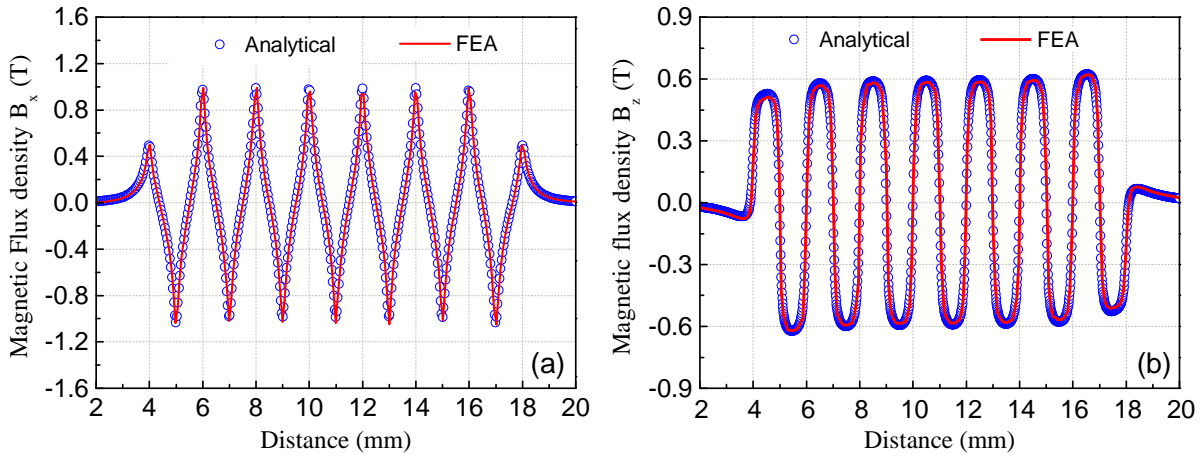 Analytical
FEA
Magnetic Flux density Bx (T)
1.6
1.2
0.8
0.4
0.0
-0.4
-0.8
-1.2
-1.6
2 4 6 8 10 12 14 16 18 20
Distance (mm)
(a)
Analytical
FEA
Magnetic flux density Bz (T)
0.9
0.6
0.3
0.0
-0.3
-0.6
-0.9
2 4 6 8 10 12 14 16 18 20
Distance (mm)
(b)